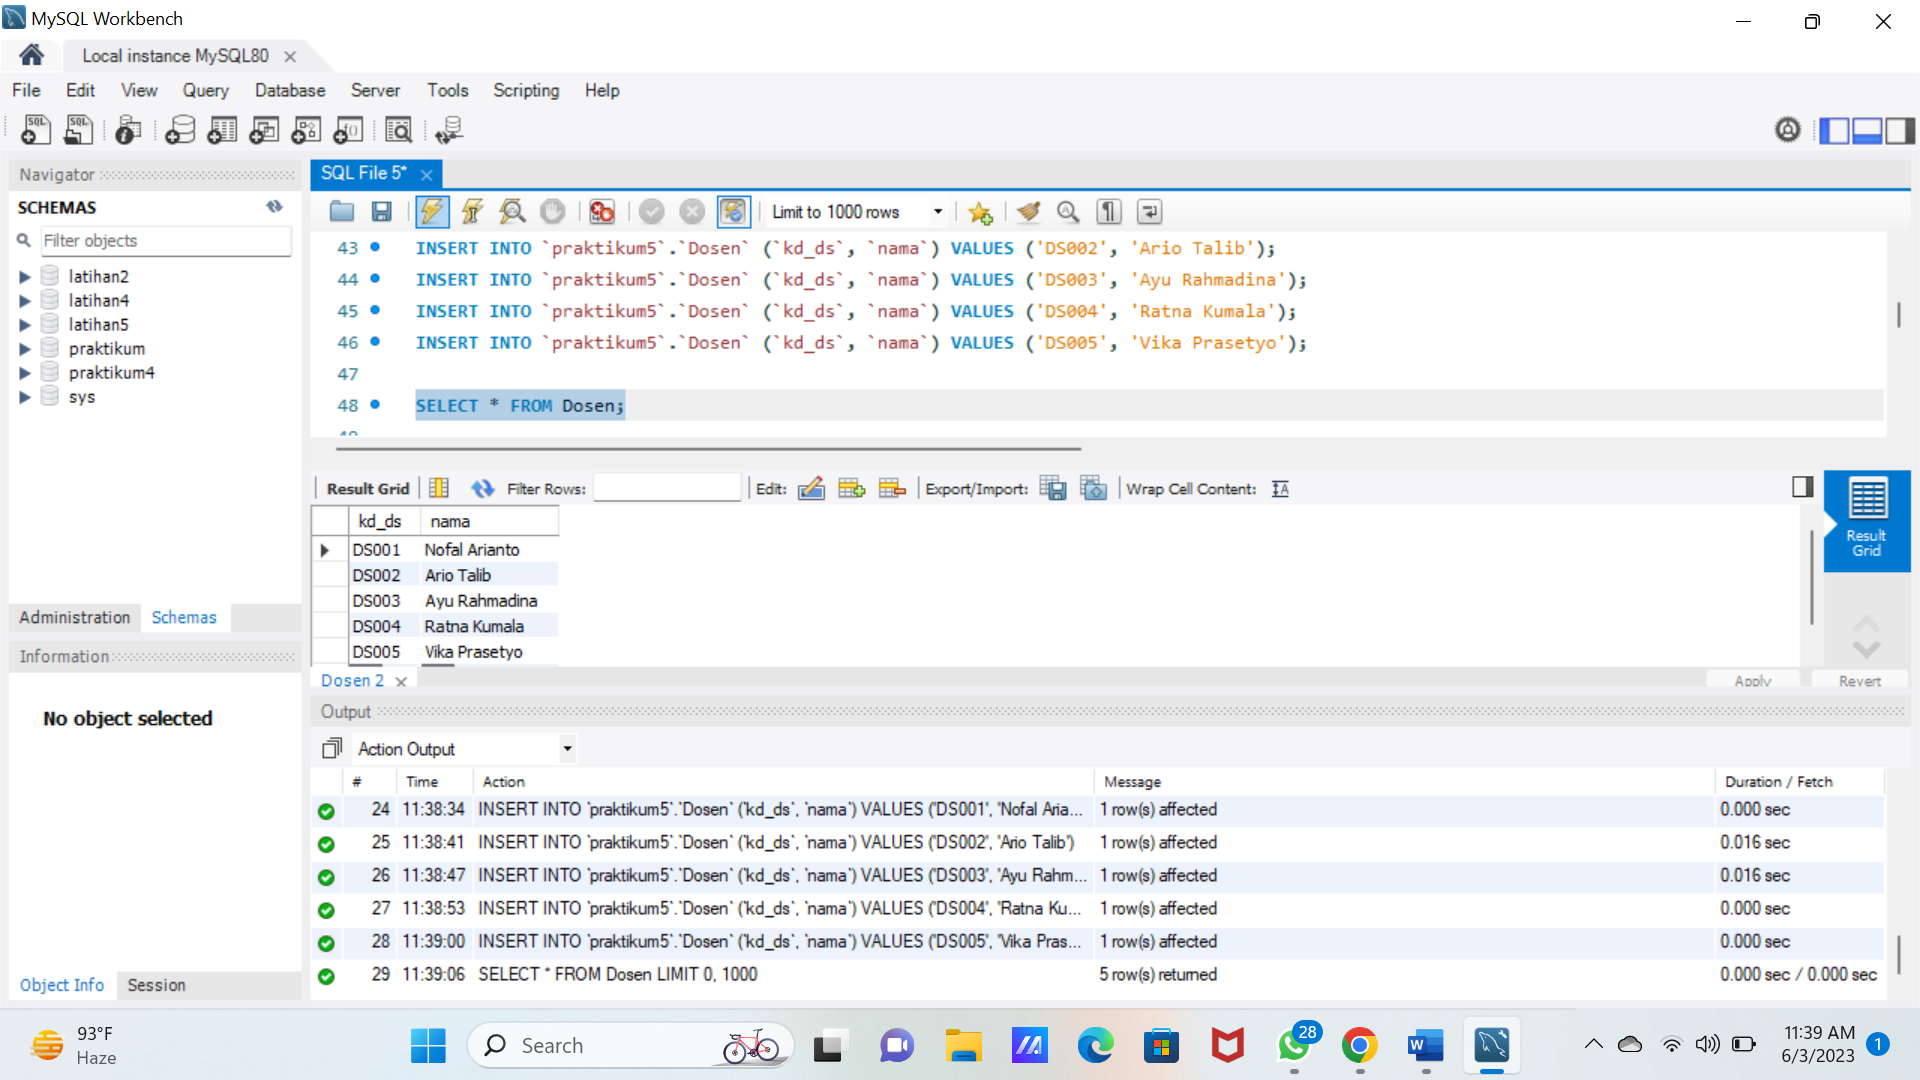 MySQL Workbench
Local instance MySQL80
File Edit View Query Database Server Tools Scripting Help
Navigator
SCHEMAS
Filter objects
latihan2
latihan4
latihan5
praktikum
praktikum4
sys
Administration Schemas
Information
No object selected
Object Info Session
SQL File 5*
Limit to 1000 rows
43 INSERT INTO `praktikum5`.`Dosen` (`kd_ds`, `nama`) VALUES ('DS002', 'Ario Talib');
44 INSERT INTO `praktikum5`.`Dosen` (`kd_ds`, `nama`) VALUES ('DS003', 'Ayu Rahmadina');
45 INSERT INTO `praktikum5`.`Dosen` (`kd_ds`, `nama`) VALUES ('DS004', 'Ratna Kumala');
46 INSERT INTO `praktikum5`.`Dosen` (`kd_ds`, `nama`) VALUES ('DS005', 'Vika Prasetyo');
47
48 SELECT * FROM Dosen;
Result Grid Filter Rows: Edit: Export/Import: Wrap Cell Content:
kd_ds nama
DS001 Nofal Arianto
DS002 Ario Talib
DS003 Ayu Rahmadina
DS004 Ratna Kumala
DS005 Vika Prasetyo
Result
Grid
Dosen 2
Apply Revert
Output
Action Output
# Time Action Message Duration / Fetch
24 11:38:34 INSERT INTO `praktikum5`.`Dosen` (`kd_ds`, `nama`) VALUES ('DS001', 'Nofal Aria... 1 row(s) affected 0.000 sec
25 11:38:41 INSERT INTO `praktikum5`.`Dosen` (`kd_ds`, `nama`) VALUES ('DS002', 'Ario Talib') 1 row(s) affected 0.016 sec
26 11:38:47 INSERT INTO `praktikum5`.`Dosen` (`kd_ds`, `nama`) VALUES ('DS003', 'Ayu Rahm... 1 row(s) affected 0.016 sec
27 11:38:53 INSERT INTO `praktikum5`.`Dosen` (`kd_ds`, `nama`) VALUES ('DS004', 'Ratna Ku... 1 row(s) affected 0.000 sec
28 11:39:00 INSERT INTO `praktikum5`.`Dosen` (`kd_ds`, `nama`) VALUES ('DS005', 'Vika Pras... 1 row(s) affected 0.000 sec
29 11:39:06 SELECT * FROM Dosen LIMIT 0, 1000 5 row(s) returned 0.000 sec / 0.000 sec
93°F
Haze
Search
28
11:39 AM
6/3/2023
1